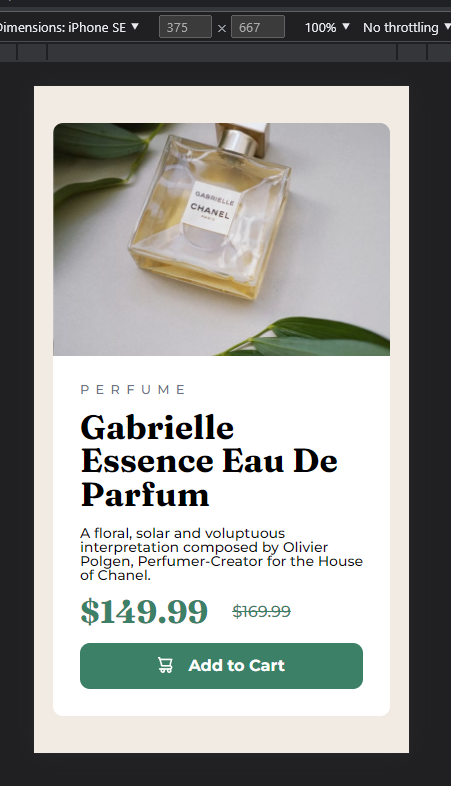 Dimensions: iPhone SE ▼ 375 × 667 100% ▼ No throttling ▼
GABRIELLE
CHANEL
PARIS
PERFUME
Gabrielle
Essence Eau De
Parfum
A floral, solar and voluptuous
interpretation composed by Olivier
Polgen, Perfumer-Creator for the House
of Chanel.
$149.99 $169.99
Add to Cart